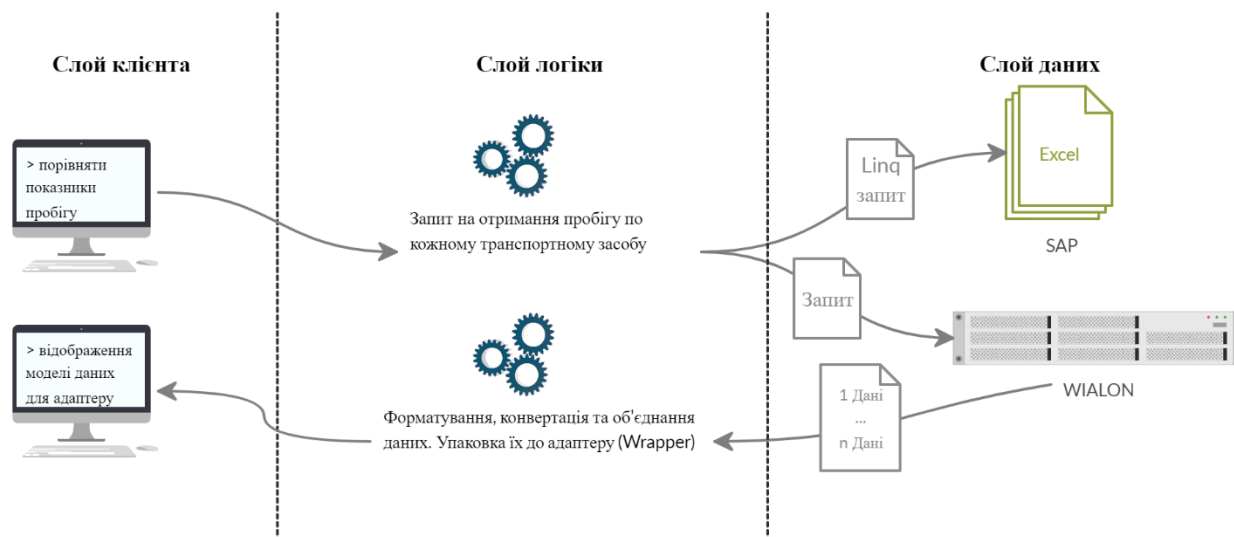 Слой клієнта
Слой логіки
Слой даних
> порівняти
показники
пробігу
Запит на отримання пробігу по
кожному транспортному засобу
Linq
запит
Excel
SAP
Запит
WIALON
> відображення
моделі даних
для адаптеру
Форматування, конвертація та об'єднання
даних. Упаковка їх до адаптеру (Wrapper)
1 Дані
...
n Дані